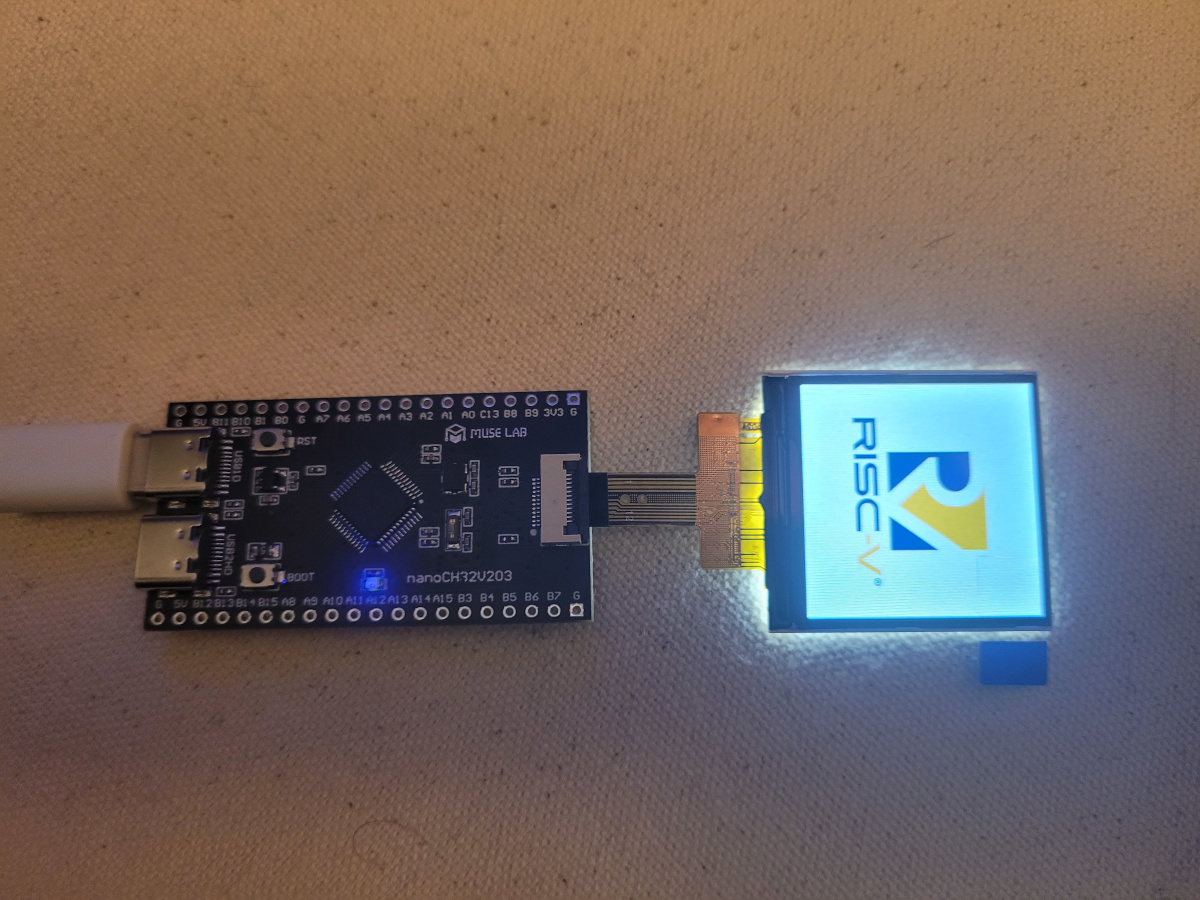 G 5V B11 B10 B1 B0 G A7 A6 A5 A4 A3 A2 A1 A0 C13 B8 B9 3V3 G
MUSE LAB
RST
USB1D
USB2HD
BOOT
nanoCH32V203
G 5V B12 B13 B14 B15 A8 A9 A10 A11 A12 A13 A14 A15 B3 B4 B5 B6 B7 G
RISC-V®